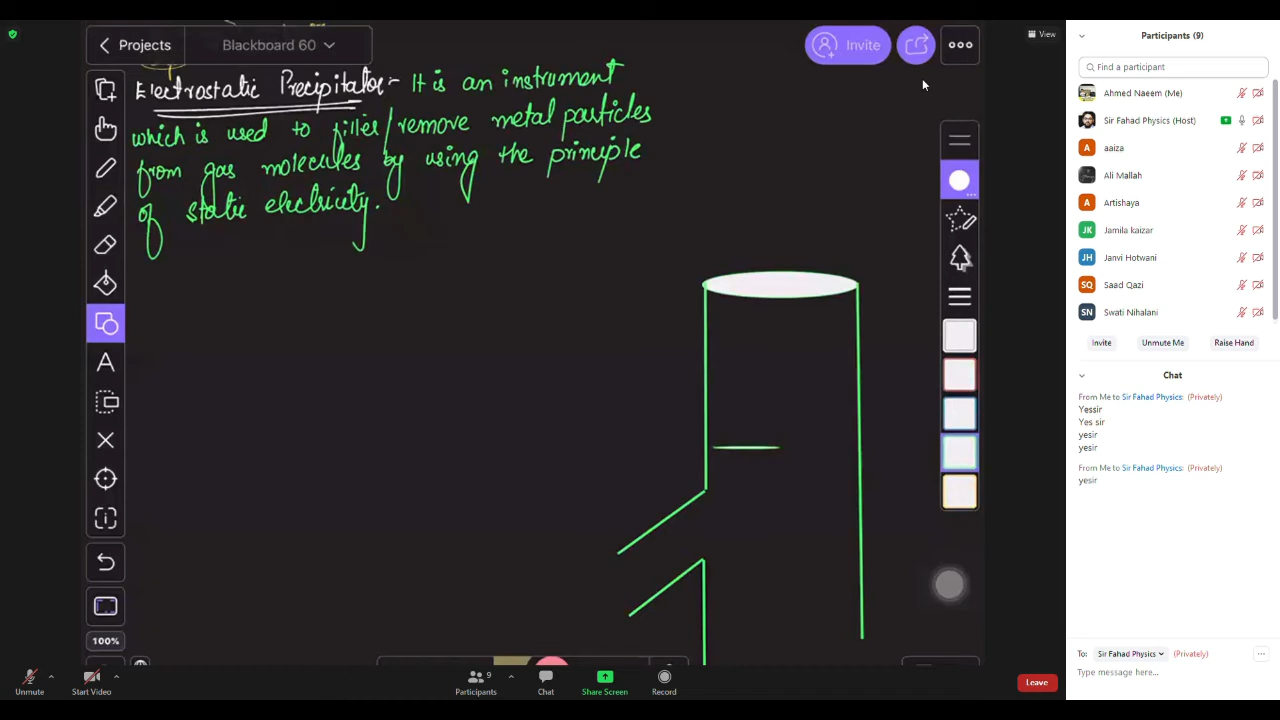 View
Projects
Blackboard 60
Invite
Electrostatic Precipitator:- It is an instrument
which is used to filter/remove metal particles
from gas molecules by using the principle
of static electricity.
A
100%
Participants (9)
Find a participant
Ahmed Naeem (Me)
Sir Fahad Physics (Host)
A aaiza
Ali Mallah
A Artishaya
JK Jamila kaizar
JH Janvi Hotwani
SQ Saad Qazi
SN Swati Nihalani
Invite Unmute Me Raise Hand
Chat
From Me to Sir Fahad Physics: (Privately)
Yessir
Yes sir
yesir
yesir
From Me to Sir Fahad Physics: (Privately)
yesir
To: Sir Fahad Physics (Privately)
Type message here...
Unmute
Start Video
Participants 9
Chat
Share Screen
Record
Leave